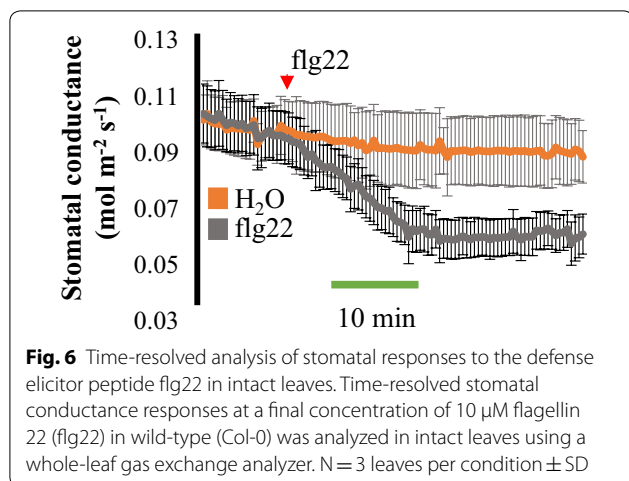 0.13
0.11
0.09
0.07
0.05
0.03
Stomatal conductance
(mol m⁻² s⁻¹)
flg22
H₂O
flg22
10 min
Fig. 6 Time-resolved analysis of stomatal responses to the defense
elicitor peptide flg22 in intact leaves. Time-resolved stomatal
conductance responses at a final concentration of 10 µM flagellin
22 (flg22) in wild-type (Col-0) was analyzed in intact leaves using a
whole-leaf gas exchange analyzer. N = 3 leaves per condition ± SD